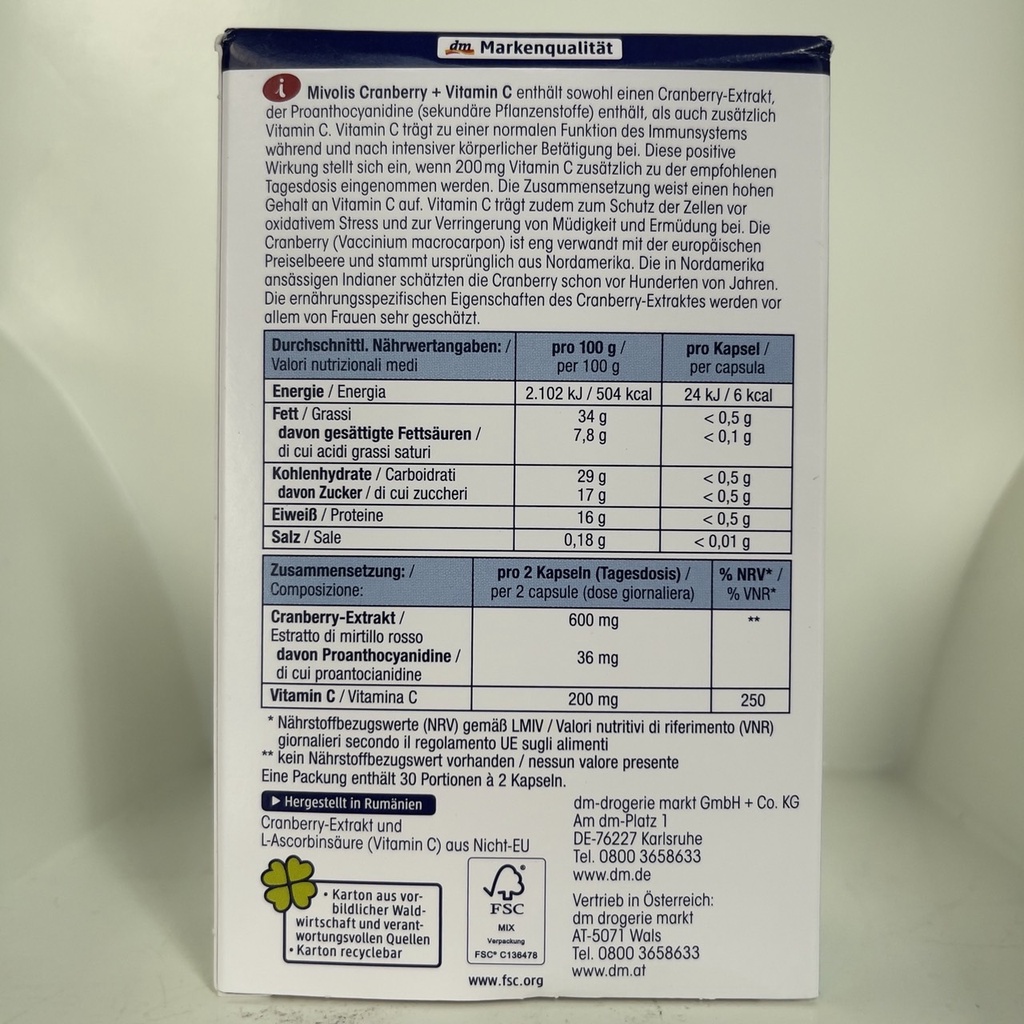 dm Markenqualität
i Mivolis Cranberry + Vitamin C enthält sowohl einen Cranberry-Extrakt,
der Proanthocyanidine (sekundäre Pflanzenstoffe) enthält, als auch zusätzlich
Vitamin C. Vitamin C trägt zu einer normalen Funktion des Immunsystems
während und nach intensiver körperlicher Betätigung bei. Diese positive
Wirkung stellt sich ein, wenn 200 mg Vitamin C zusätzlich zu der empfohlenen
Tagesdosis eingenommen werden. Die Zusammensetzung weist einen hohen
Gehalt an Vitamin C auf. Vitamin C trägt zudem zum Schutz der Zellen vor
oxidativem Stress und zur Verringerung von Müdigkeit und Ermüdung bei. Die
Cranberry (Vaccinium macrocarpon) ist eng verwandt mit der europäischen
Preiselbeere und stammt ursprünglich aus Nordamerika. Die in Nordamerika
ansässigen Indianer schätzten die Cranberry schon vor Hunderten von Jahren.
Die ernährungsspezifischen Eigenschaften des Cranberry-Extraktes werden vor
allem von Frauen sehr geschätzt.
Durchschnittl. Nährwertangaben: / pro 100 g / pro Kapsel /
Valori nutrizionali medi per 100 g per capsula
Energie / Energia 2.102 kJ / 504 kcal 24 kJ / 6 kcal
Fett / Grassi 34 g < 0,5 g
davon gesättigte Fettsäuren / 7,8 g < 0,1 g
di cui acidi grassi saturi
Kohlenhydrate / Carboidrati 29 g < 0,5 g
davon Zucker / di cui zuccheri 17 g < 0,5 g
Eiweiß / Proteine 16 g < 0,5 g
Salz / Sale 0,18 g < 0,01 g
Zusammensetzung: / pro 2 Kapseln (Tagesdosis) / % NRV* /
Composizione: per 2 capsule (dose giornaliera) % VNR*
Cranberry-Extrakt / 600 mg **
Estratto di mirtillo rosso
davon Proanthocyanidine / 36 mg
di cui proantocianidine
Vitamin C / Vitamina C 200 mg 250
* Nährstoffbezugswerte (NRV) gemäß LMIV / Valori nutritivi di riferimento (VNR)
giornalieri secondo il regolamento UE sugli alimenti
** kein Nährstoffbezugswert vorhanden / nessun valore presente
Eine Packung enthält 30 Portionen à 2 Kapseln.
Hergestellt in Rumänien
Cranberry-Extrakt und
L-Ascorbinsäure (Vitamin C) aus Nicht-EU
• Karton aus vor-
bildlicher Wald-
wirtschaft und verant-
wortungsvollen Quellen
• Karton recyclebar
FSC
MIX
Verpackung
FSC® C136478
www.fsc.org
dm-drogerie markt GmbH + Co. KG
Am dm-Platz 1
DE-76227 Karlsruhe
Tel. 0800 3658633
www.dm.de
Vertrieb in Österreich:
dm drogerie markt
AT-5071 Wals
Tel. 0800 3658633
www.dm.at